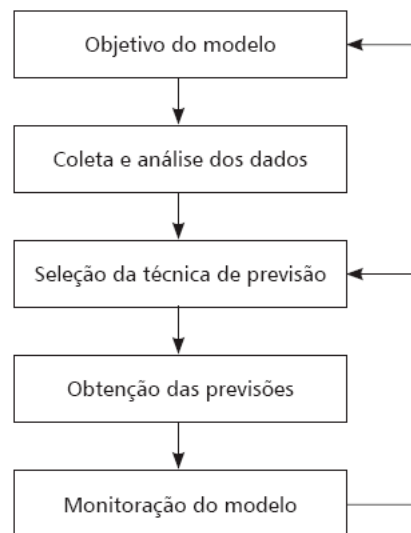 Objetivo do modelo
Coleta e análise dos dados
Seleção da técnica de previsão
Obtenção das previsões
Monitoração do modelo